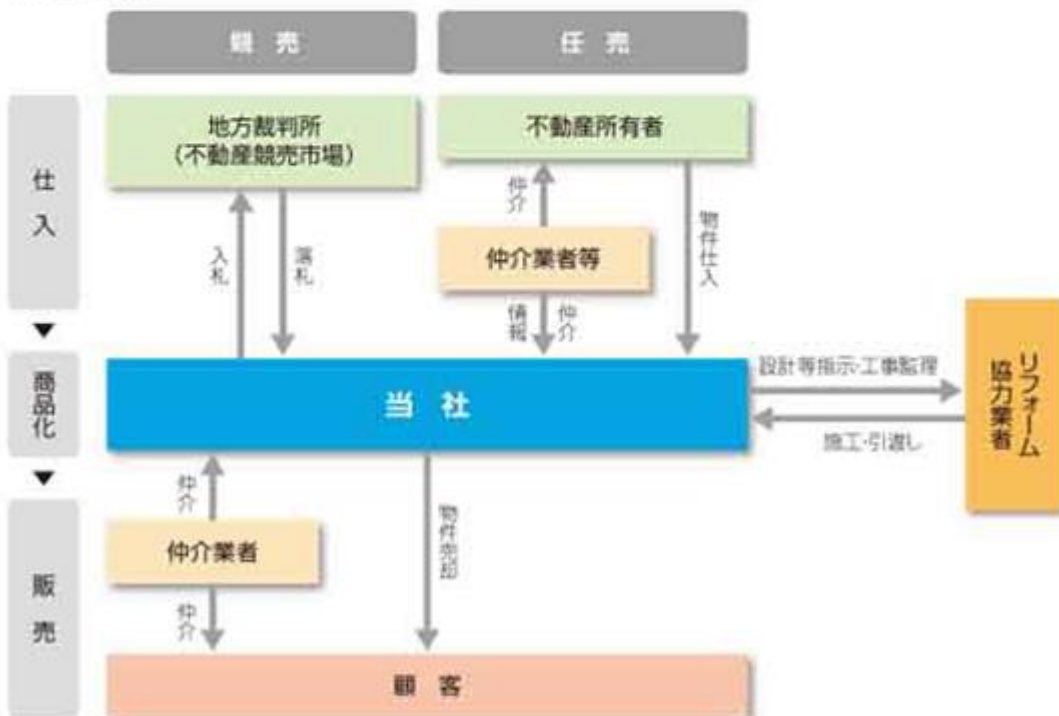 競売
任売
仕入
地方裁判所
（不動産競売市場）
不動産所有者
仲介
仲介業者等
物件仕入
入札
落札
情報
仲介
商品化
当社
設計等指示・工事監理
施工・引渡し
リフォーム
協力業者
販売
仲介
仲介業者
仲介
物件売却
顧客